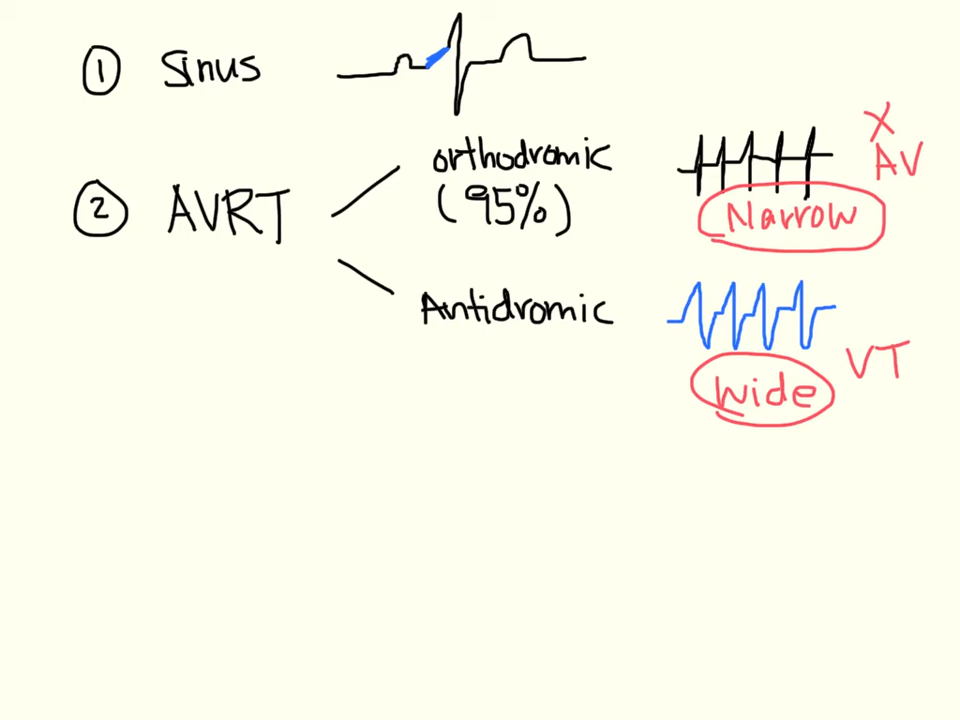 1 Sinus
orthodromic
(95%)
X
AV
Narrow
2 AVRT
Antidromic
VT
Wide